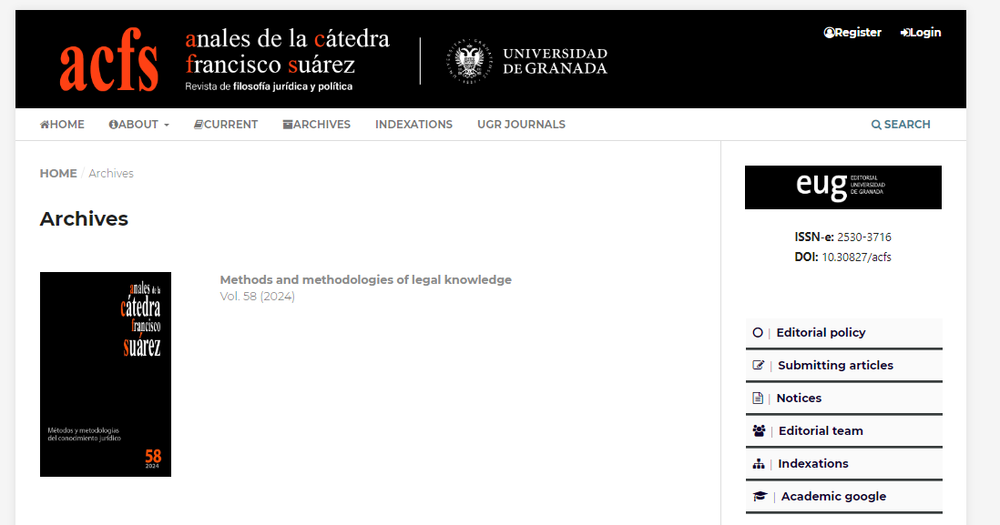 acfs
anales de la cátedra
francisco suárez
Revista de filosofía jurídica y política
UNIVERSIDAD
DE GRANADA
Register
Login
HOME
ABOUT
CURRENT
ARCHIVES
INDEXATIONS
UGR JOURNALS
SEARCH
HOME / Archives
Archives
anales de la
cátedra
francisco
suárez
Métodos y metodologías
del conocimiento jurídico
58
2024
Methods and methodologies of legal knowledge
Vol. 58 (2024)
eug
EDITORIAL
UNIVERSIDAD
DE GRANADA
ISSN-e: 2530-3716
DOI: 10.30827/acfs
| Editorial policy
| Submitting articles
| Notices
| Editorial team
| Indexations
| Academic google